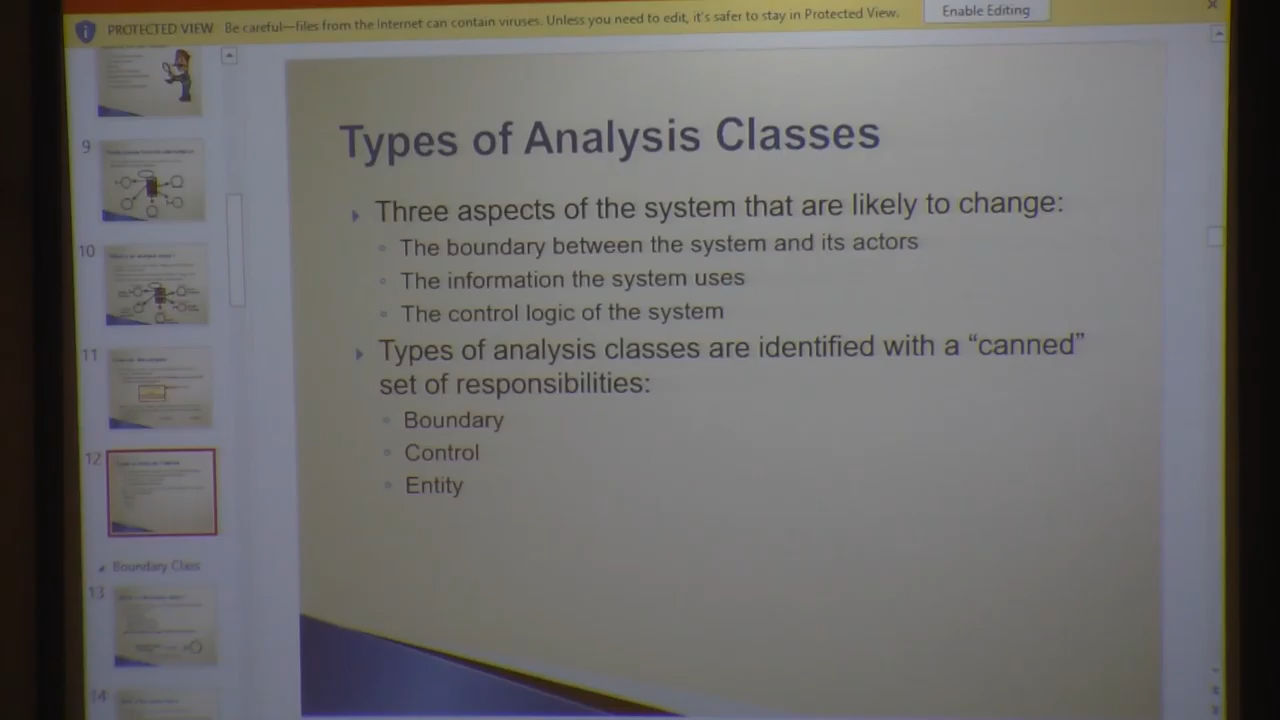 PROTECTED VIEW Be careful—files from the Internet can contain viruses. Unless you need to edit, it's safer to stay in Protected View. Enable Editing
Types of Analysis Classes
Three aspects of the system that are likely to change:
The boundary between the system and its actors
The information the system uses
The control logic of the system
Types of analysis classes are identified with a “canned”
set of responsibilities:
Boundary
Control
Entity
9
10
11
12
Boundary Class
13
14